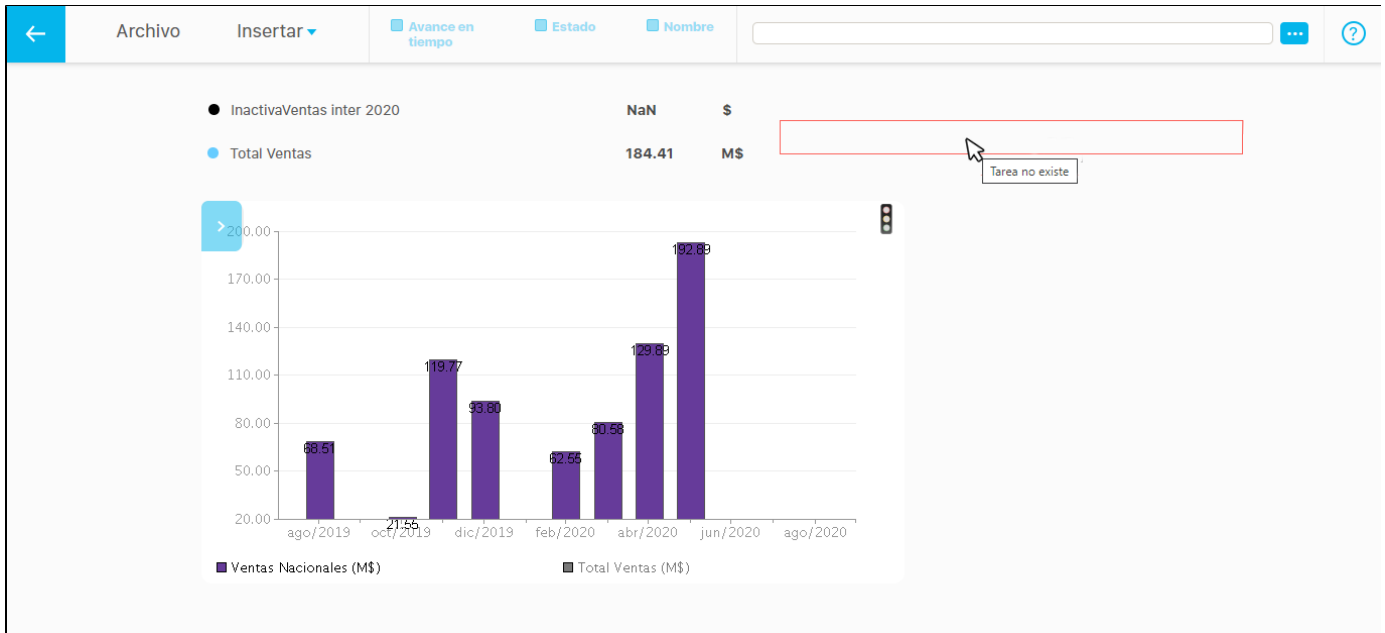 Archivo
Insertar
Avance en
tiempo
Estado
Nombre
...
?
InactivaVentas inter 2020 NaN $
Total Ventas 184.41 M$
Tarea no existe
200.00
170.00
140.00
110.00
80.00
50.00
20.00
68.51
21.55
119.77
93.80
62.55
80.58
129.89
192.89
ago/2019 oct/2019 dic/2019 feb/2020 abr/2020 jun/2020 ago/2020
Ventas Nacionales (M$) Total Ventas (M$)